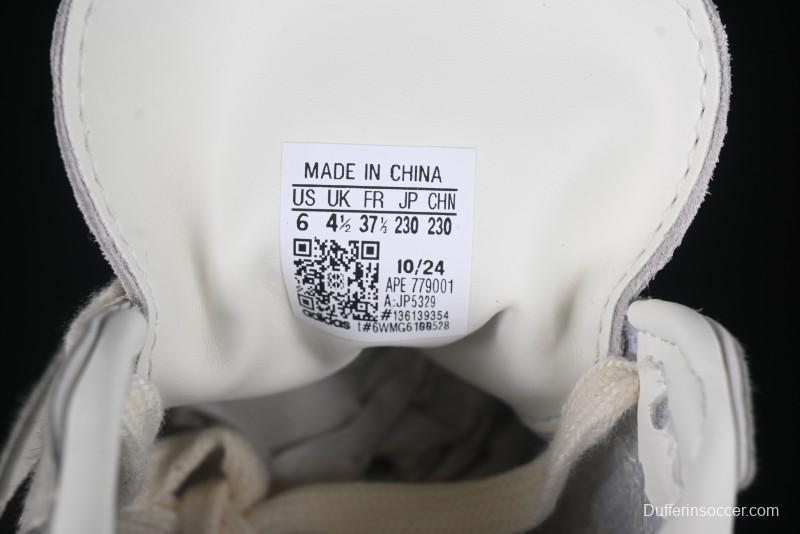 MADE IN CHINA
US UK FR JP CHN
6 4½ 37⅓ 230 230
10/24
APE 779001
A:JP5329
#136139354
adidas t#6WMG6100528
Dufferinsoccer.com